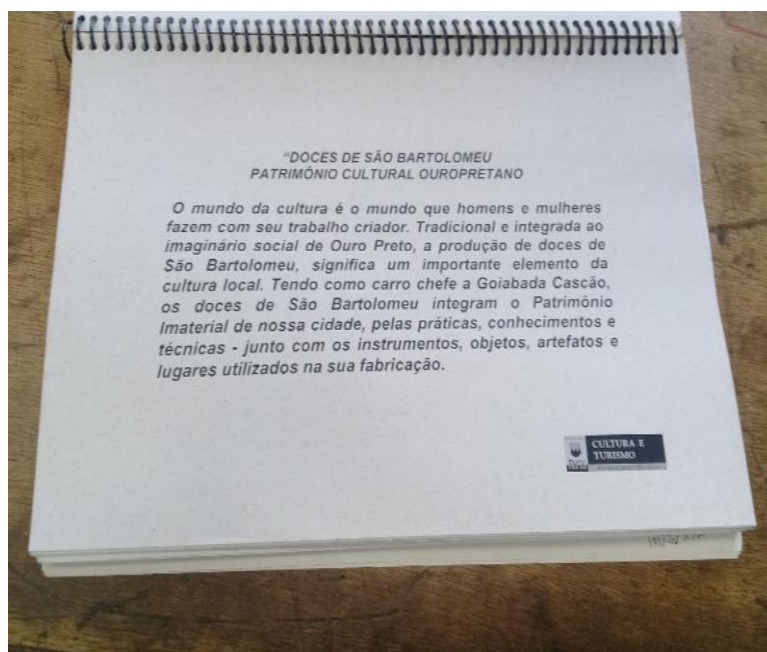 “DOCES DE SÃO BARTOLOMEU
PATRIMÔNIO CULTURAL OUROPRETANO
O mundo da cultura é o mundo que homens e mulheres
fazem com seu trabalho criador. Tradicional e integrada ao
imaginário social de Ouro Preto, a produção de doces de
São Bartolomeu, significa um importante elemento da
cultura local. Tendo como carro chefe a Goiabada Cascão,
os doces de São Bartolomeu integram o Patrimônio
Imaterial de nossa cidade, pelas práticas, conhecimentos e
técnicas - junto com os instrumentos, objetos, artefatos e
lugares utilizados na sua fabricação.
CULTURA E
TURISMO